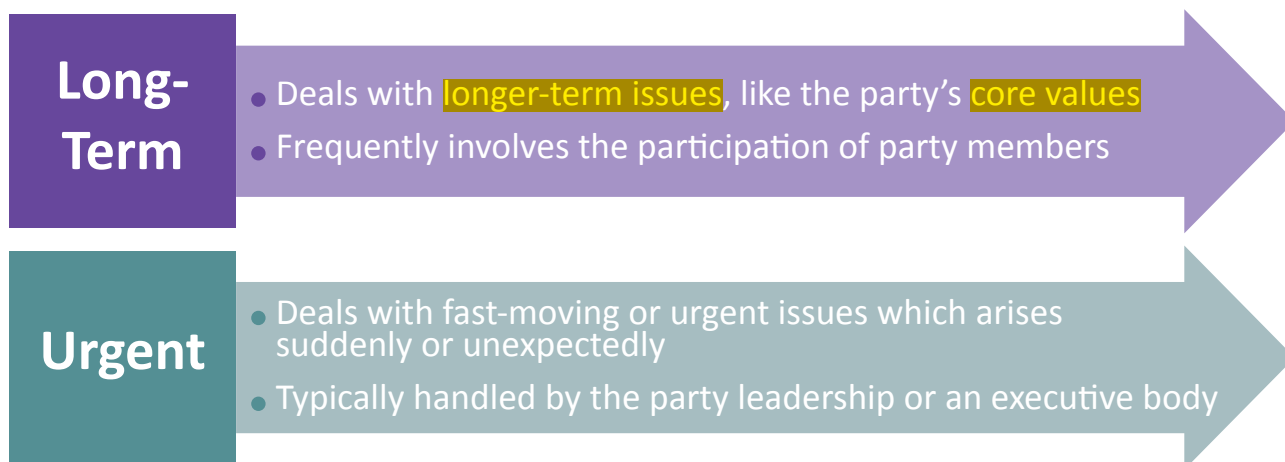 Long-
Term
• Deals with longer-term issues, like the party’s core values
• Frequently involves the participation of party members
Urgent
• Deals with fast-moving or urgent issues which arises
suddenly or unexpectedly
• Typically handled by the party leadership or an executive body